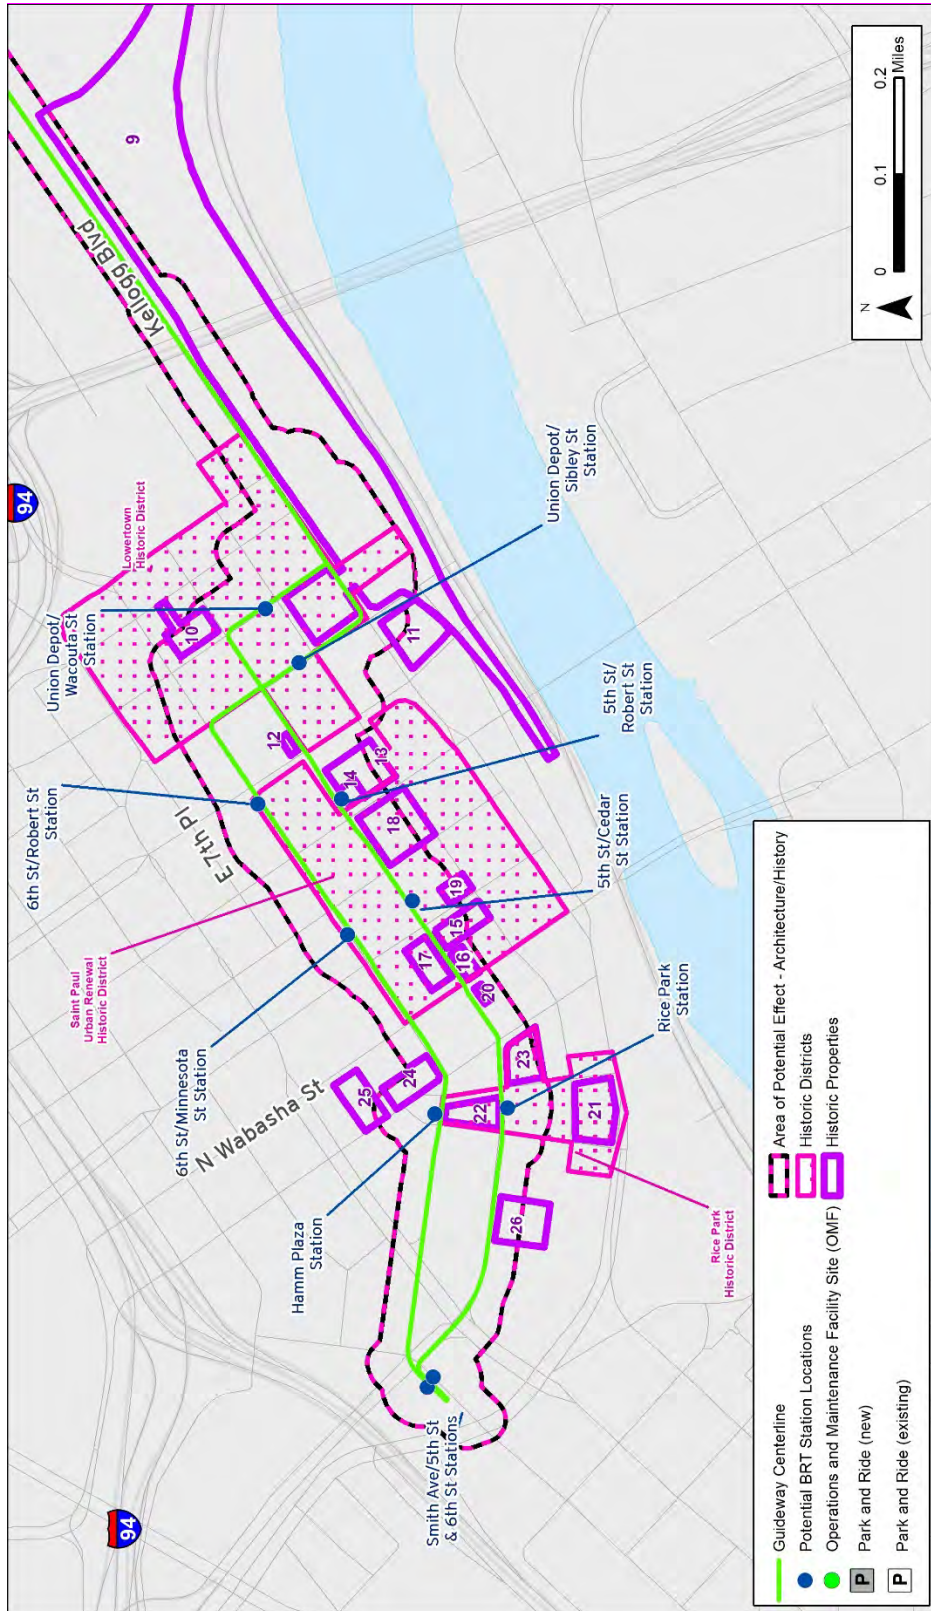 94
94
9
Kellogg Blvd
Lowertown
Historic District
Union Depot/
Wacouta St
Station
10
Union Depot/
Sibley St
Station
11
6th St/Robert St
Station
12
13
14
5th St/
Robert St
Station
E 7th Pl
Saint Paul
Urban Renewal
Historic District
18
6th St/Minnesota
St Station
5th St/Cedar
St Station
19
15
17
16
20
N Wabasha St
25
24
23
22
21
Rice Park
Station
Hamm Plaza
Station
26
Rice Park
Historic District
Smith Ave/5th St
& 6th St Stations
Guideway Centerline
Potential BRT Station Locations
Operations and Maintenance Facility Site (OMF)
P Park and Ride (new)
P Park and Ride (existing)
Area of Potential Effect - Architecture/History
Historic Districts
Historic Properties
N
0 0.1 0.2
Miles